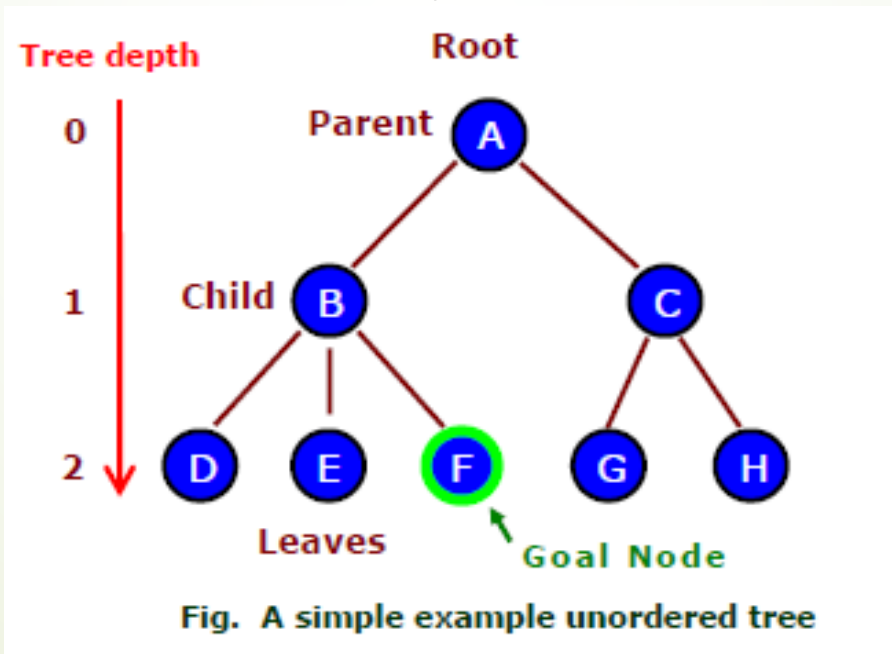 Root
Tree depth
0
Parent
A
1
Child
B
C
2
D
E
F
G
H
Leaves
Goal Node
Fig. A simple example unordered tree